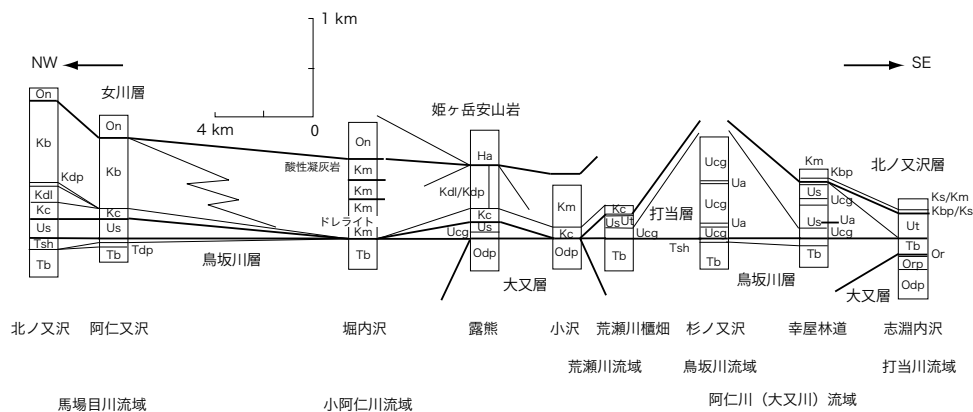 1 km
NW
SE
4 km
0
女川層
姫ヶ岳安山岩
酸性凝灰岩
ドレライト
鳥坂川層
大又層
打当層
鳥坂川層
北ノ又沢層
大又層
On
Kb
Kdp
Kdl
Kc
Us
Tsh
Tb
On
Kb
Kc
Us
Tb
Tdp
On
Km
Km
Km
Km
Tb
Ha
Kdl/Kdp
Kc
Us
Ucg
Odp
Km
Kc
Odp
Kc
Us
Ut
Ucg
Tb
Ucg
Ua
Ucg
Ua
Ucg
Tsh
Tb
Km
Kbp
Us
Ucg
Us
Ua
Ucg
Tb
Ks/Km
Kbp/Ks
Ut
Tb
Or
Orp
Odp
北ノ又沢 阿仁又沢 堀内沢 露熊 小沢 荒瀬川櫃畑 杉ノ又沢 幸屋林道 志淵内沢
荒瀬川流域 鳥坂川流域 打当川流域
馬場目川流域 小阿仁川流域 阿仁川（大又川）流域